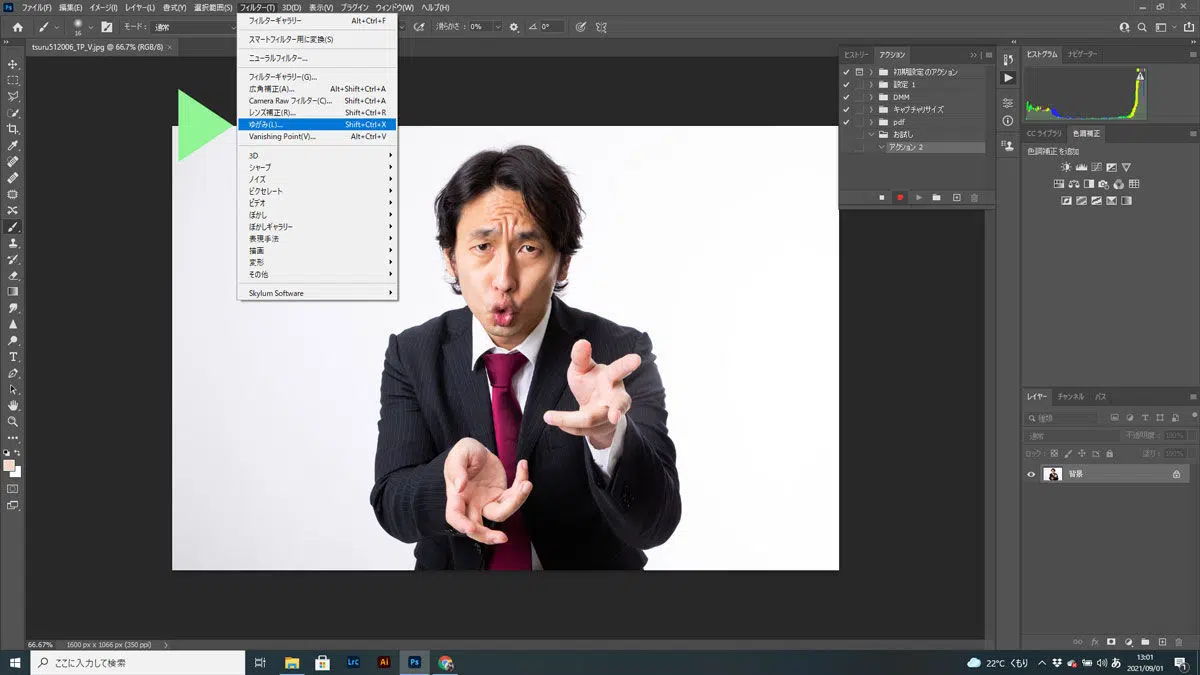 Ps ファイル(F) 編集(E) イメージ(I) レイヤー(L) 書式(Y) 選択範囲(S) フィルター(T) 3D(D) 表示(V) プラグイン ウィンドウ(W) ヘルプ(H)
16 モード： 通常 滑らかさ： 0% 0°
tsuru512006_TP_V.jpg @ 66.7% (RGB/8) ×
フィルターギャラリー Alt+Ctrl+F
スマートフィルター用に変換(S)
ニューラルフィルター...
フィルターギャラリー(G)...
広角補正(A)... Alt+Shift+Ctrl+A
Camera Raw フィルター(C)... Shift+Ctrl+A
レンズ補正(R)... Shift+Ctrl+R
ゆがみ(L)... Shift+Ctrl+X
Vanishing Point(V)... Alt+Ctrl+V
3D
シャープ
ノイズ
ピクセレート
ビデオ
ぼかし
ぼかしギャラリー
表現手法
描画
変形
その他
Skylum Software
ヒストリー アクション
初期設定のアクション
設定 1
DMM
キャプチャリサイズ
pdf
お試し
アクション 2
ヒストグラム ナビゲーター
CC ライブラリ 色調補正
色調補正を追加
レイヤー チャンネル パス
種類
通常 不透明度： 100%
ロック： 塗り： 100%
背景
66.67% 1600 px x 1066 px (350 ppi)
ここに入力して検索
Lrc Ai Ps
22°C くもり あ 13:01
2021/09/01
1